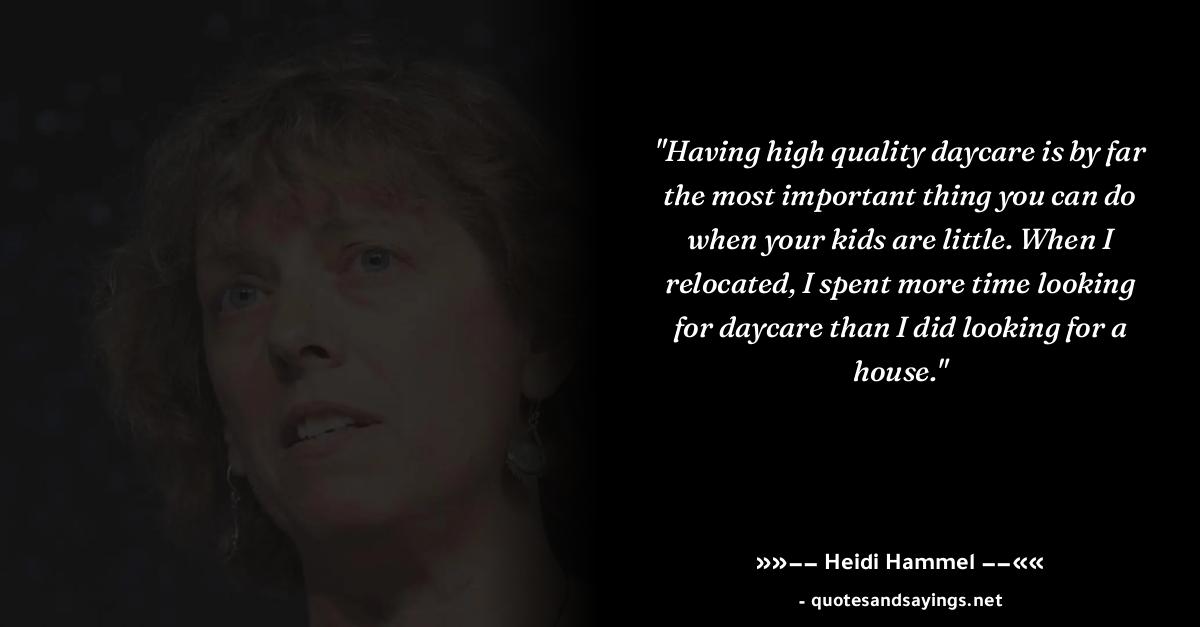 "Having high quality daycare is by far
the most important thing you can do
when your kids are little. When I
relocated, I spent more time looking
for daycare than I did looking for a
house."
»»–– Heidi Hammel ––««
- quotesandsayings.net